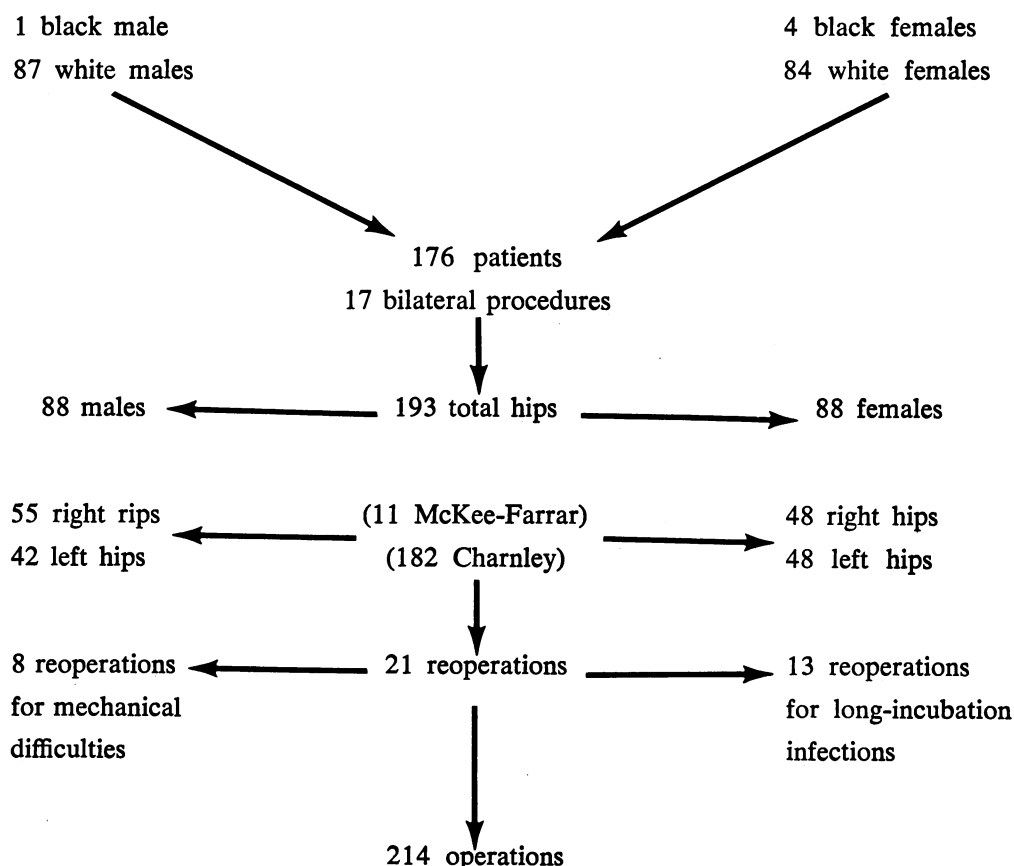 1 black male
87 white males
4 black females
84 white females
176 patients
17 bilateral procedures
88 males
193 total hips
88 females
55 right rips
42 left hips
(11 McKee-Farrar)
(182 Charnley)
48 right hips
48 left hips
8 reoperations
for mechanical
difficulties
21 reoperations
13 reoperations
for long-incubation
infections
214 operations